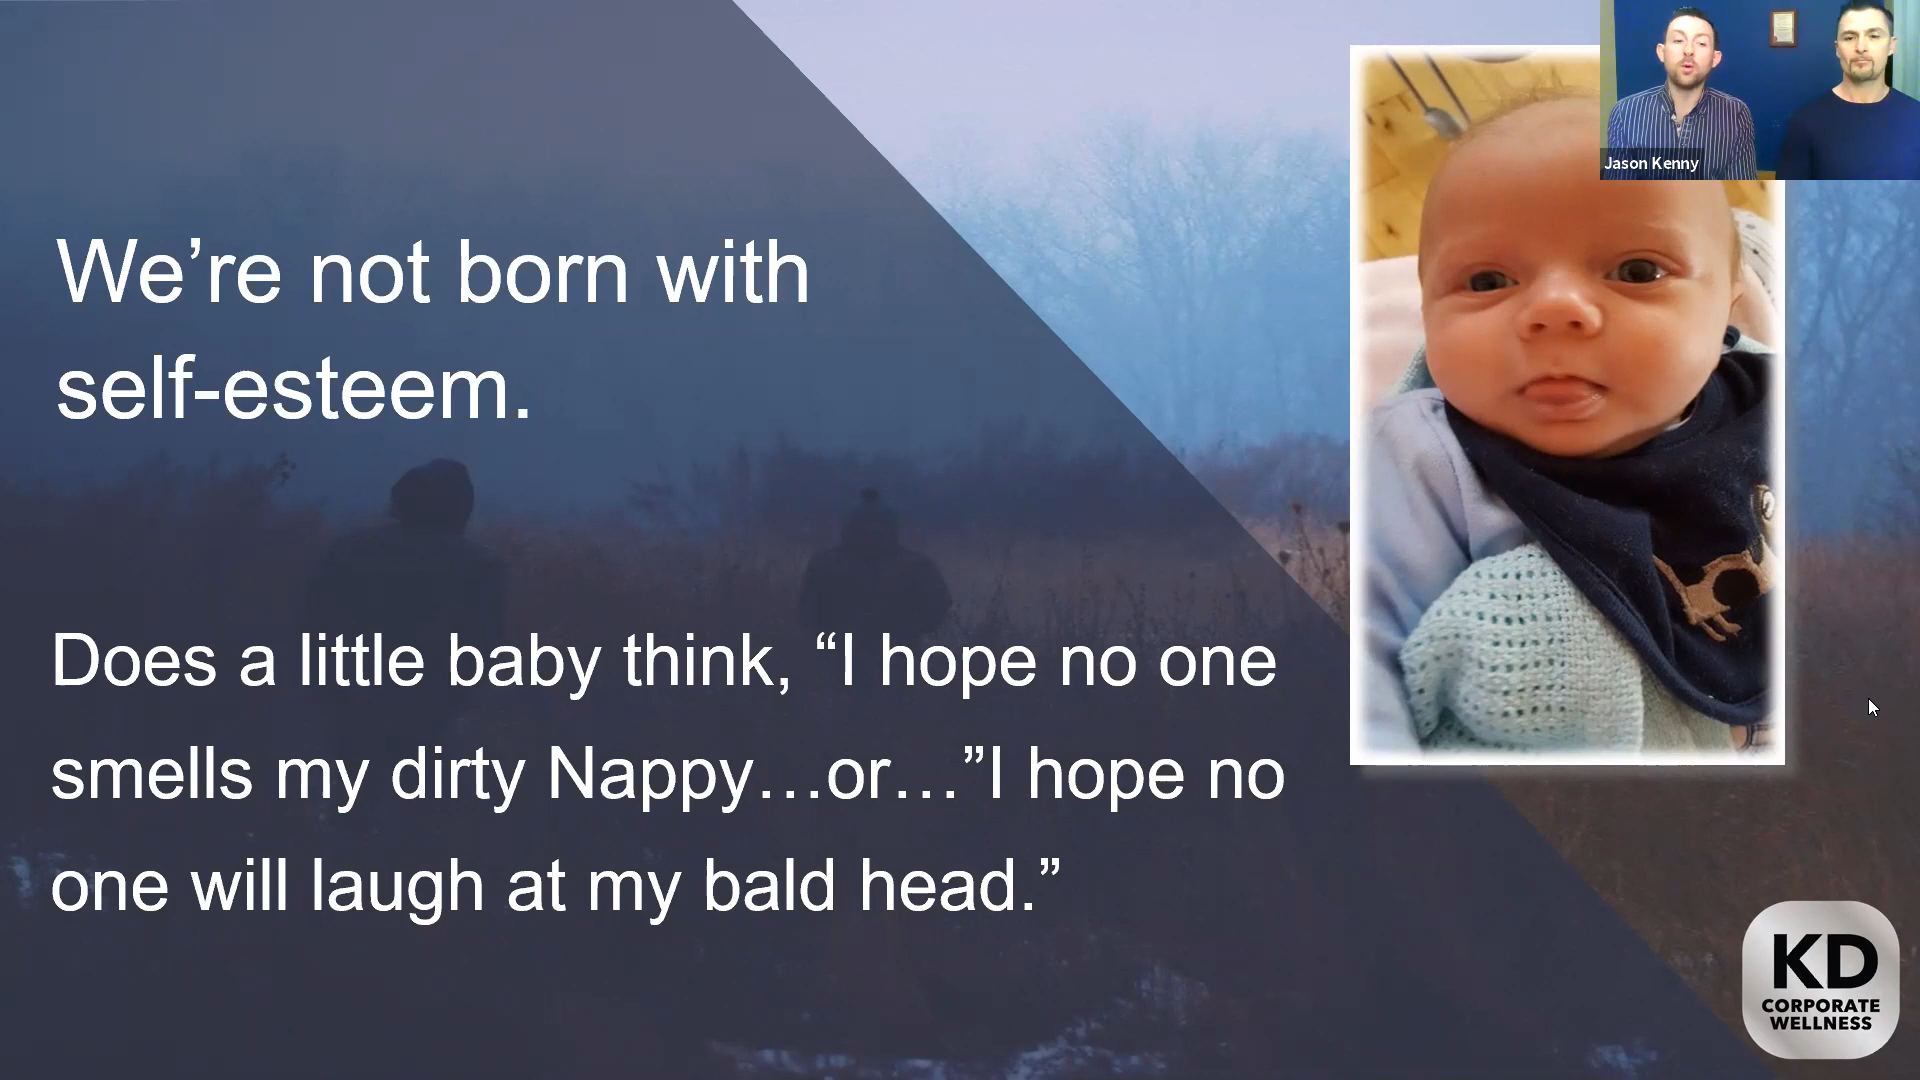 Jason Kenny
We’re not born with
self-esteem.
Does a little baby think, “I hope no one
smells my dirty Nappy…or…”I hope no
one will laugh at my bald head.”
KD
CORPORATE
WELLNESS